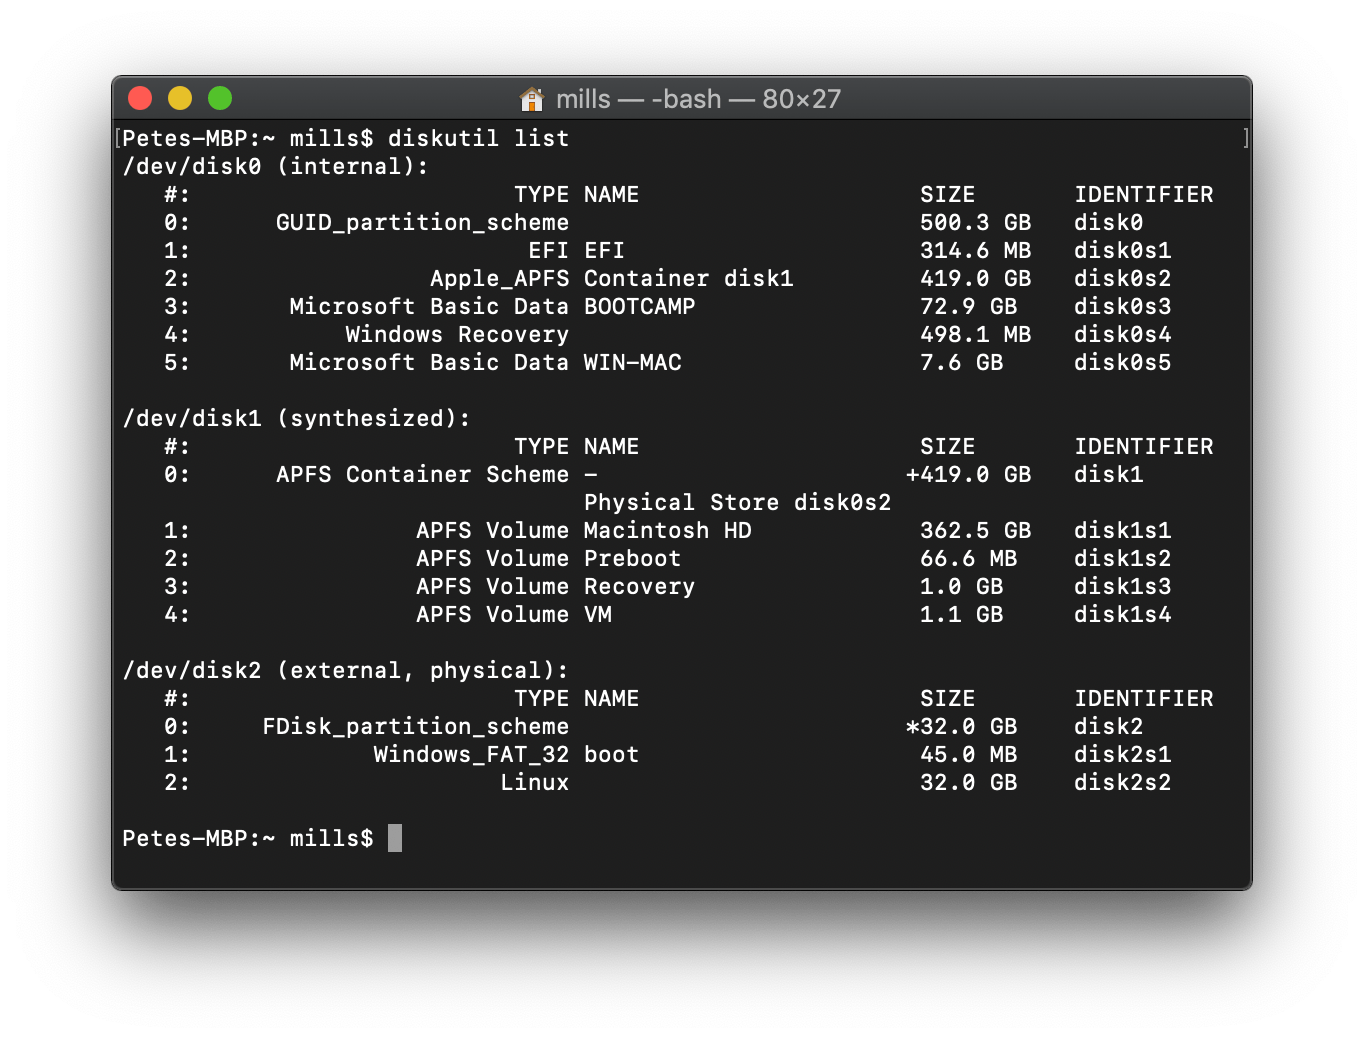 mills — -bash — 80×27
Petes-MBP:~ mills$ diskutil list
/dev/disk0 (internal):
   #:                       TYPE NAME                    SIZE       IDENTIFIER
   0:      GUID_partition_scheme                         500.3 GB   disk0
   1:                        EFI EFI                     314.6 MB   disk0s1
   2:                 Apple_APFS Container disk1         419.0 GB   disk0s2
   3:       Microsoft Basic Data BOOTCAMP                72.9 GB    disk0s3
   4:           Windows Recovery                         498.1 MB   disk0s4
   5:       Microsoft Basic Data WIN-MAC                 7.6 GB     disk0s5

/dev/disk1 (synthesized):
   #:                       TYPE NAME                    SIZE       IDENTIFIER
   0:      APFS Container Scheme -                      +419.0 GB   disk1
                                 Physical Store disk0s2
   1:                APFS Volume Macintosh HD            362.5 GB   disk1s1
   2:                APFS Volume Preboot                 66.6 MB    disk1s2
   3:                APFS Volume Recovery                1.0 GB     disk1s3
   4:                APFS Volume VM                      1.1 GB     disk1s4

/dev/disk2 (external, physical):
   #:                       TYPE NAME                    SIZE       IDENTIFIER
   0:     FDisk_partition_scheme                        *32.0 GB    disk2
   1:             Windows_FAT_32 boot                    45.0 MB    disk2s1
   2:                      Linux                         32.0 GB    disk2s2

Petes-MBP:~ mills$